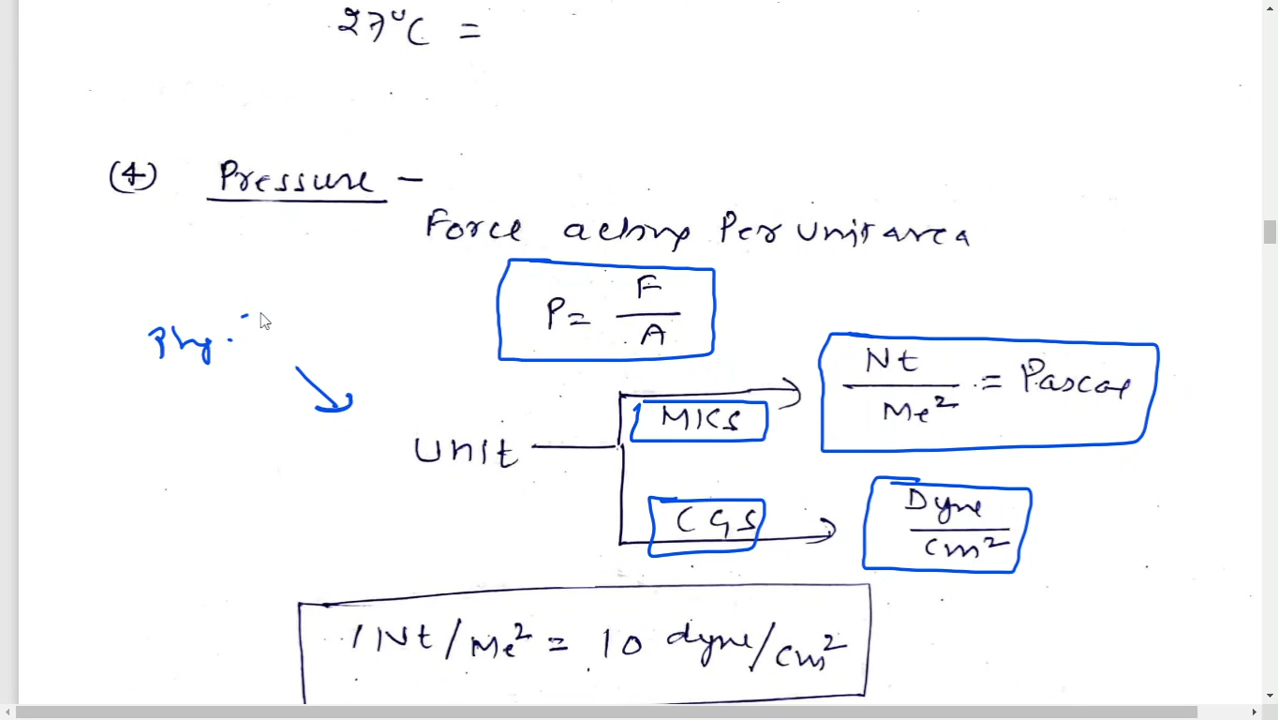 27°C =
(4) Pressure -
Force acting Per unit area
P = F/A
Phy.
Nt/Me² = Pascal
MKS
Unit
CGS
Dyne/cm²
1 Nt/Me² = 10 dyne/cm²